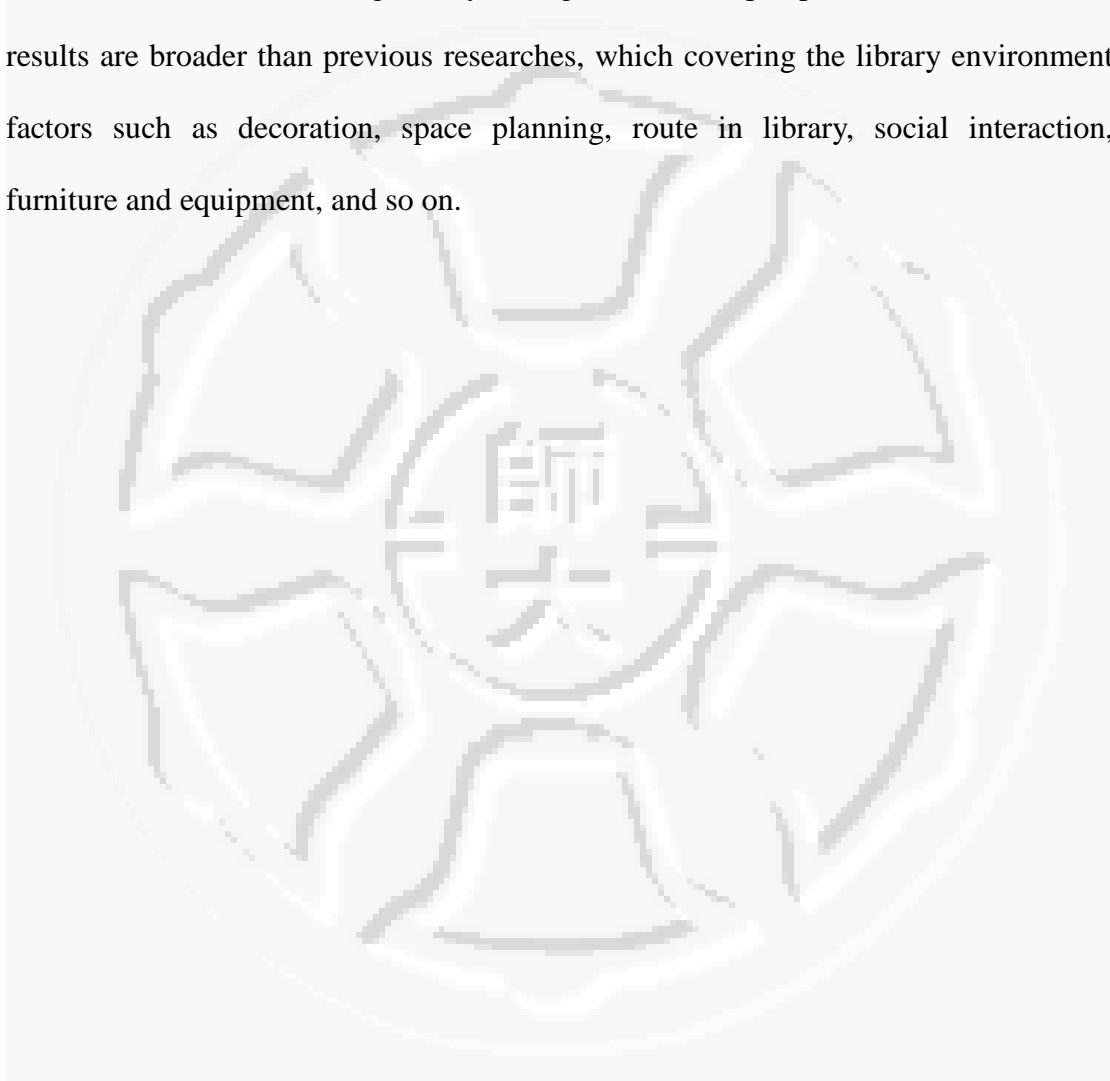 results are broader than previous researches, which covering the library environment
factors such as decoration, space planning, route in library, social interaction,
furniture and equipment, and so on.
師大